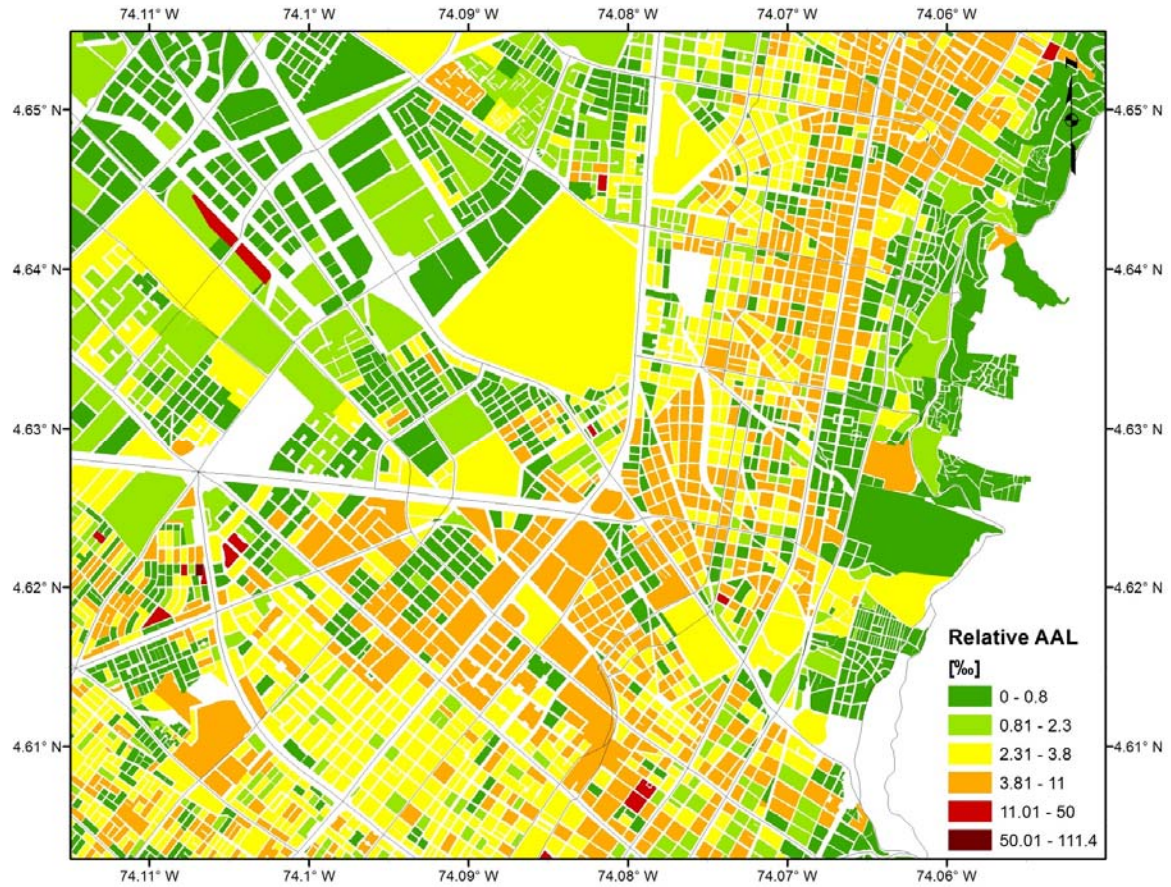 74.11° W 74.1° W 74.09° W 74.08° W 74.07° W 74.06° W
4.65° N 4.65° N
4.64° N 4.64° N
4.63° N 4.63° N
4.62° N 4.62° N
4.61° N 4.61° N
Relative AAL
[‰]
0 - 0.8
0.81 - 2.3
2.31 - 3.8
3.81 - 11
11.01 - 50
50.01 - 111.4
74.11° W 74.1° W 74.09° W 74.08° W 74.07° W 74.06° W